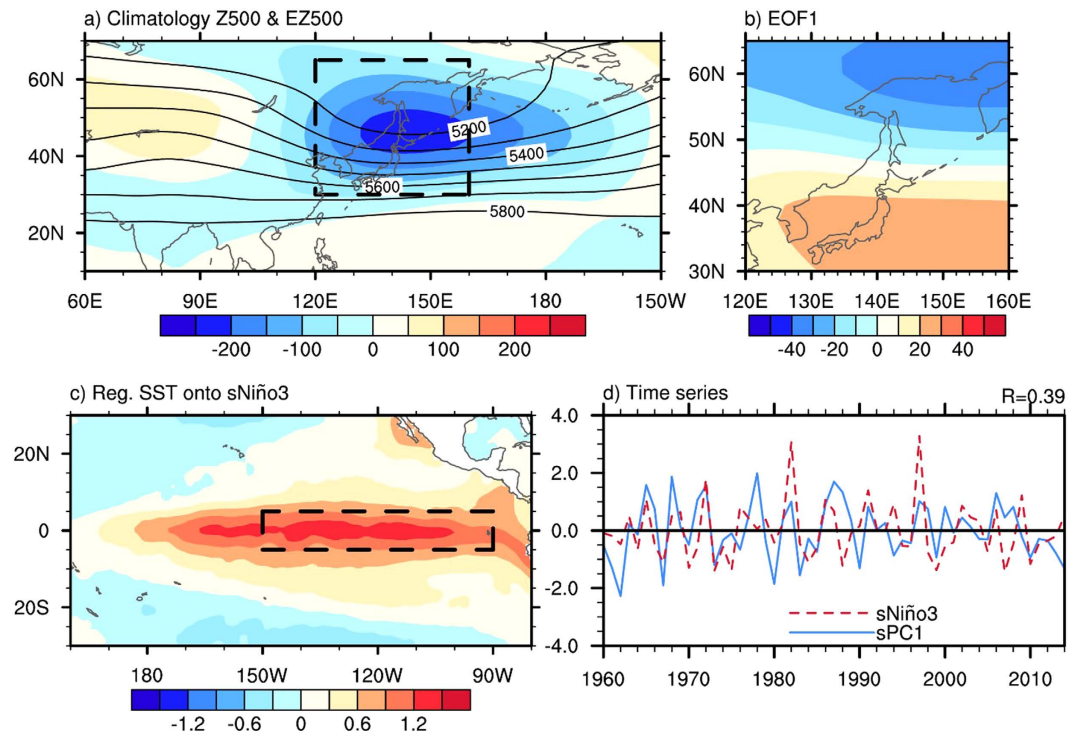 a) Climatology Z500 & EZ500
60N
40N
20N
5200
5400
5600
5800
60E 90E 120E 150E 180 150W
-200 -100 0 100 200
b) EOF1
60N
50N
40N
30N
120E 130E 140E 150E 160E
-40 -20 0 20 40
c) Reg. SST onto sNiño3
20N
0
20S
180 150W 120W 90W
-1.2 -0.6 0 0.6 1.2
d) Time series R=0.39
4.0
2.0
0.0
-2.0
-4.0
sNiño3
sPC1
1960 1970 1980 1990 2000 2010